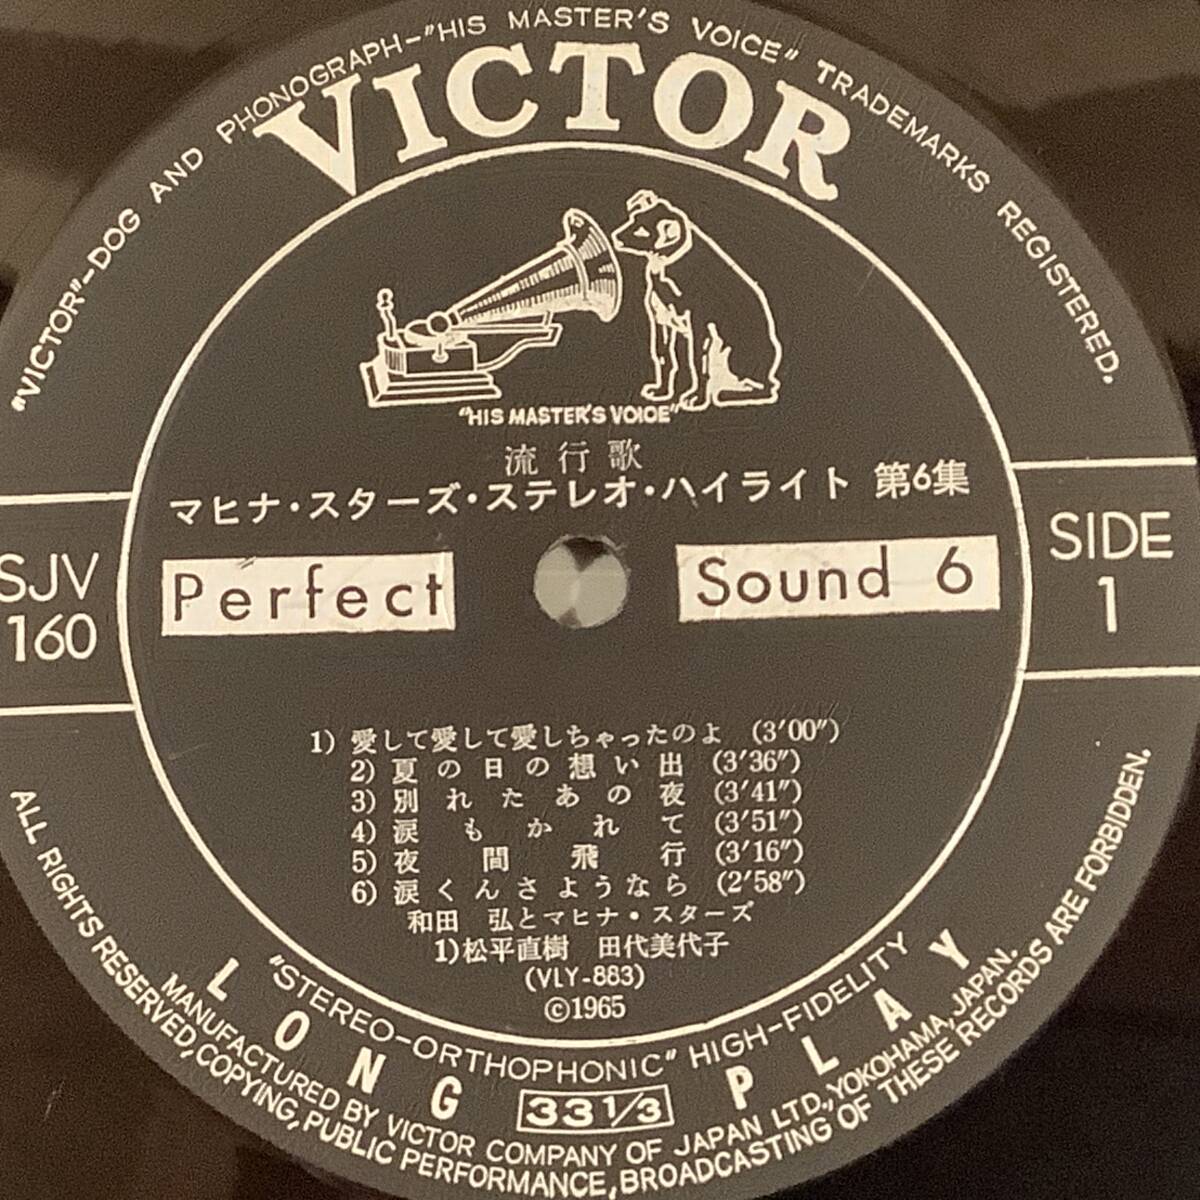 "VICTOR"-DOG AND PHONOGRAPH-"HIS MASTER'S VOICE" TRADEMARKS REGISTERED.
VICTOR
"HIS MASTER'S VOICE"
流行歌
マヒナ・スターズ・ステレオ・ハイライト 第6集
SJV
160
Perfect Sound 6
SIDE
1
1) 愛して愛して愛しちゃったのよ (3'00")
2) 夏の日の想い出 (3'36")
3) 別れたあの夜 (3'41")
4) 涙もかれて (3'51")
5) 夜間飛行 (3'16")
6) 涙くんさようなら (2'58")
和田 弘とマヒナ・スターズ
1)松平直樹 田代美代子
(VLY-883)
©1965
"STEREO-ORTHOPHONIC" HIGH-FIDELITY
LONG 33 1/3 PLAY
MANUFACTURED BY VICTOR COMPANY OF JAPAN LTD., YOKOHAMA, JAPAN.
ALL RIGHTS RESERVED, COPYING, PUBLIC PERFORMANCE, BROADCASTING OF THESE RECORDS ARE FORBIDDEN.